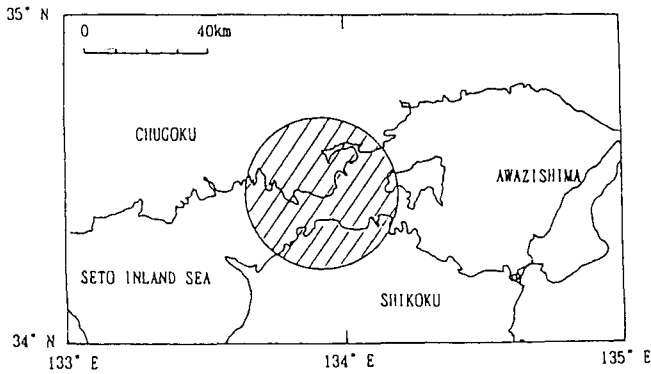 35° N
0 40km
CHUGOKU
AWAZISHIMA
SETO INLAND SEA
SHIKOKU
34° N
133° E 134° E 135° E